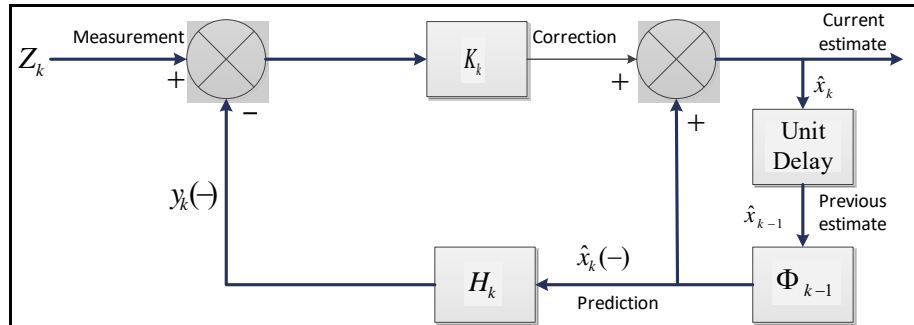 Z_k
Measurement
+
−
K_k
Correction
+
+
Current
estimate
x̂_k
Unit
Delay
x̂_{k−1}
Previous
estimate
y_k(−)
H_k
x̂_k(−)
Prediction
Φ_{k−1}